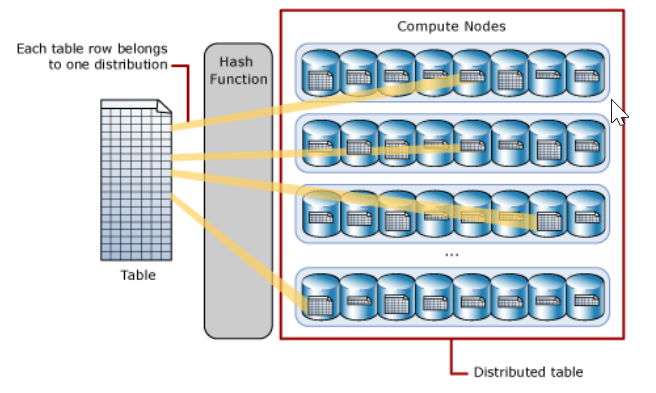 Compute Nodes
Each table row belongs
to one distribution
Hash
Function
Table
...
Distributed table